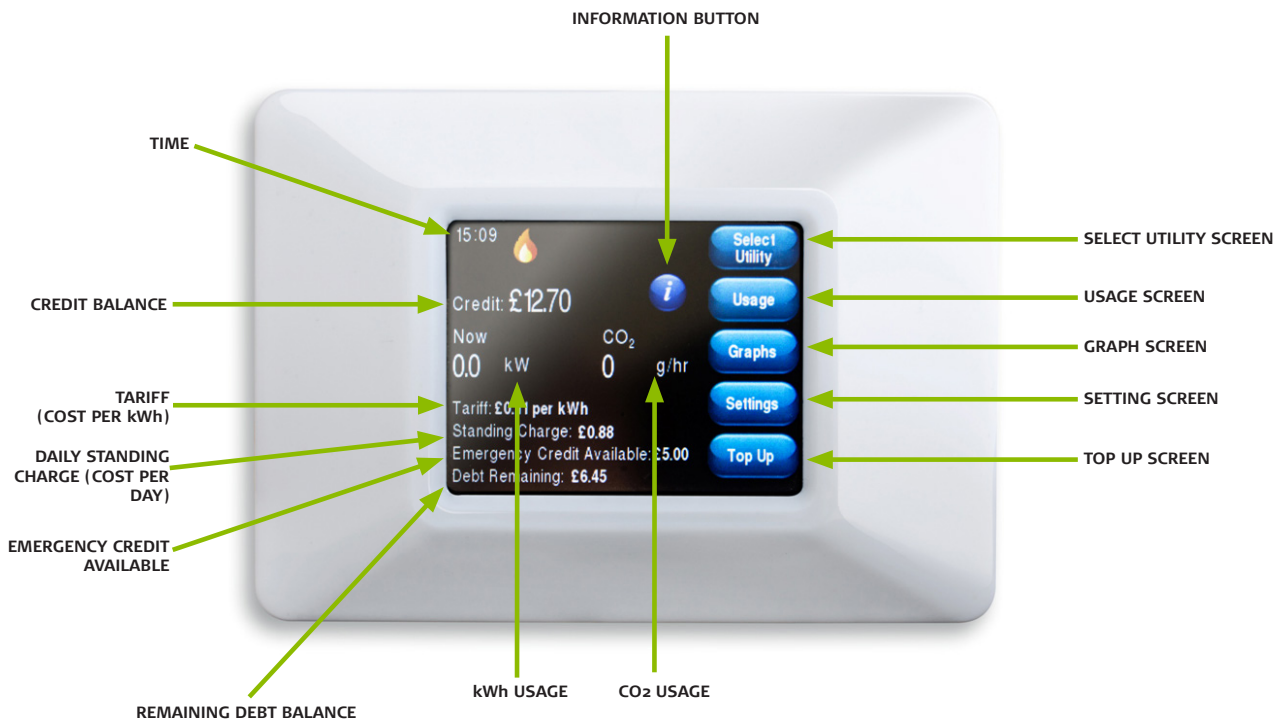 INFORMATION BUTTON
TIME
CREDIT BALANCE
TARIFF
(COST PER kWh)
DAILY STANDING
CHARGE (COST PER
DAY)
EMERGENCY CREDIT
AVAILABLE
REMAINING DEBT BALANCE
15:09
Credit: £12.70
i
Now
CO₂
0.0 kW 0 g/hr
Tariff: per kWh
Standing Charge: £0.88
Emergency Credit Available: £5.00
Debt Remaining: £6.45
Select
Utility
Usage
Graphs
Settings
Top Up
SELECT UTILITY SCREEN
USAGE SCREEN
GRAPH SCREEN
SETTING SCREEN
TOP UP SCREEN
kWh USAGE
CO2 USAGE